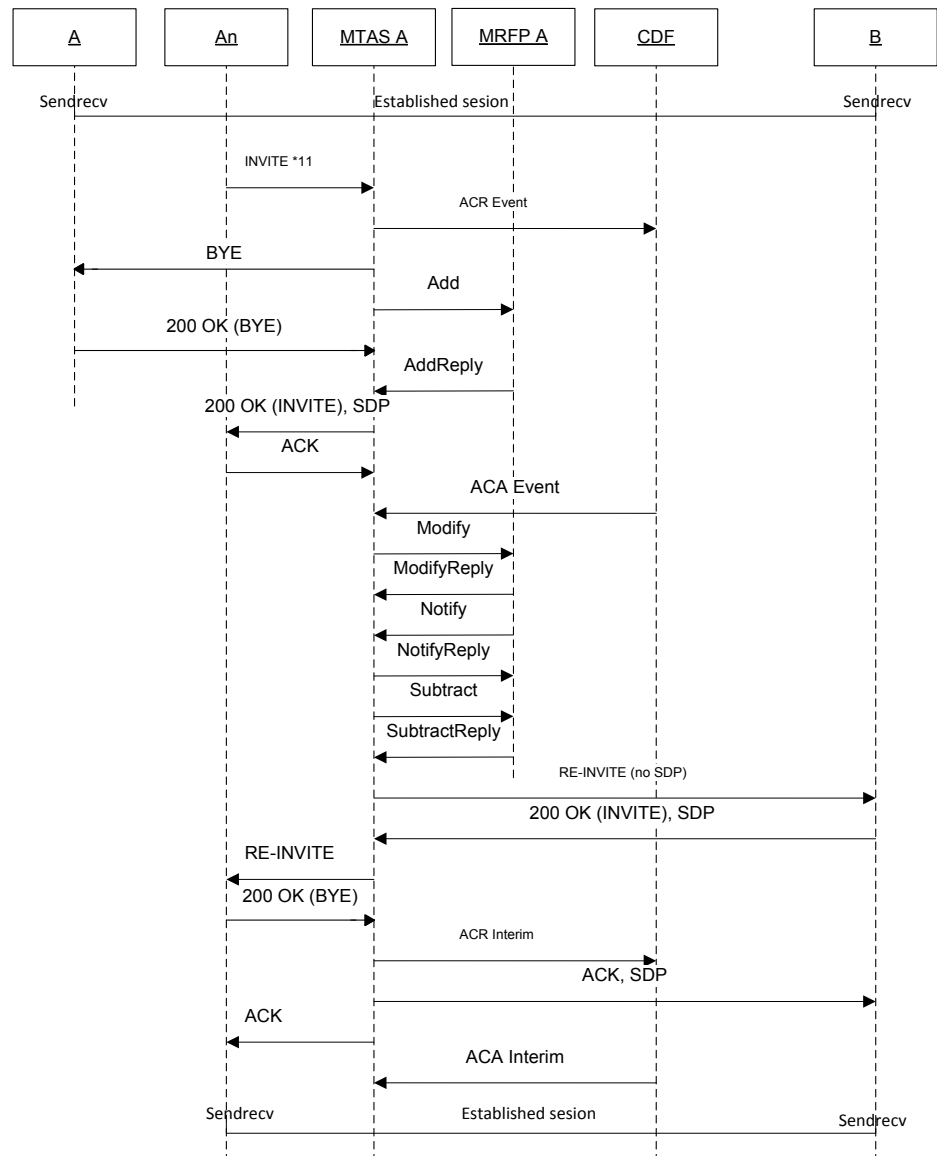 A An MTAS A MRFP A CDF B
Sendrecv Established sesion Sendrecv
INVITE *11
ACR Event
BYE
Add
200 OK (BYE)
AddReply
200 OK (INVITE), SDP
ACK
ACA Event
Modify
ModifyReply
Notify
NotifyReply
Subtract
SubtractReply
RE-INVITE (no SDP)
200 OK (INVITE), SDP
RE-INVITE
200 OK (BYE)
ACR Interim
ACK, SDP
ACK
ACA Interim
Sendrecv Established sesion Sendrecv